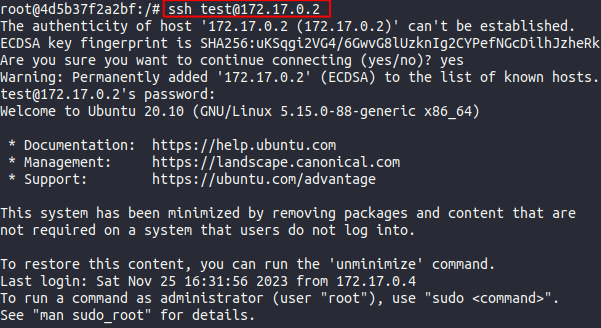 root@4d5b37f2a2bf:/# ssh test@172.17.0.2
The authenticity of host '172.17.0.2 (172.17.0.2)' can't be established.
ECDSA key fingerprint is SHA256:uKSqgi2VG4/6GwvG8lUzknIg2CYPefNGcDilhJzheRk
Are you sure you want to continue connecting (yes/no)? yes
Warning: Permanently added '172.17.0.2' (ECDSA) to the list of known hosts.
test@172.17.0.2's password:
Welcome to Ubuntu 20.10 (GNU/Linux 5.15.0-88-generic x86_64)
* Documentation:  https://help.ubuntu.com
* Management:     https://landscape.canonical.com
* Support:        https://ubuntu.com/advantage
This system has been minimized by removing packages and content that are
not required on a system that users do not log into.
To restore this content, you can run the 'unminimize' command.
Last login: Sat Nov 25 16:31:56 2023 from 172.17.0.4
To run a command as administrator (user "root"), use "sudo <command>".
See "man sudo_root" for details.